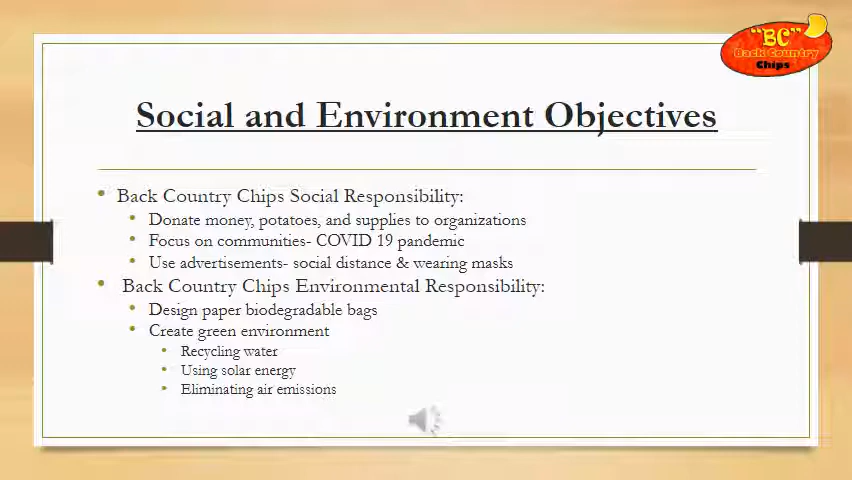 "BC"
Back Country
Chips
Social and Environment Objectives
• Back Country Chips Social Responsibility:
• Donate money, potatoes, and supplies to organizations
• Focus on communities- COVID 19 pandemic
• Use advertisements- social distance & wearing masks
• Back Country Chips Environmental Responsibility:
• Design paper biodegradable bags
• Create green environment
• Recycling water
• Using solar energy
• Eliminating air emissions